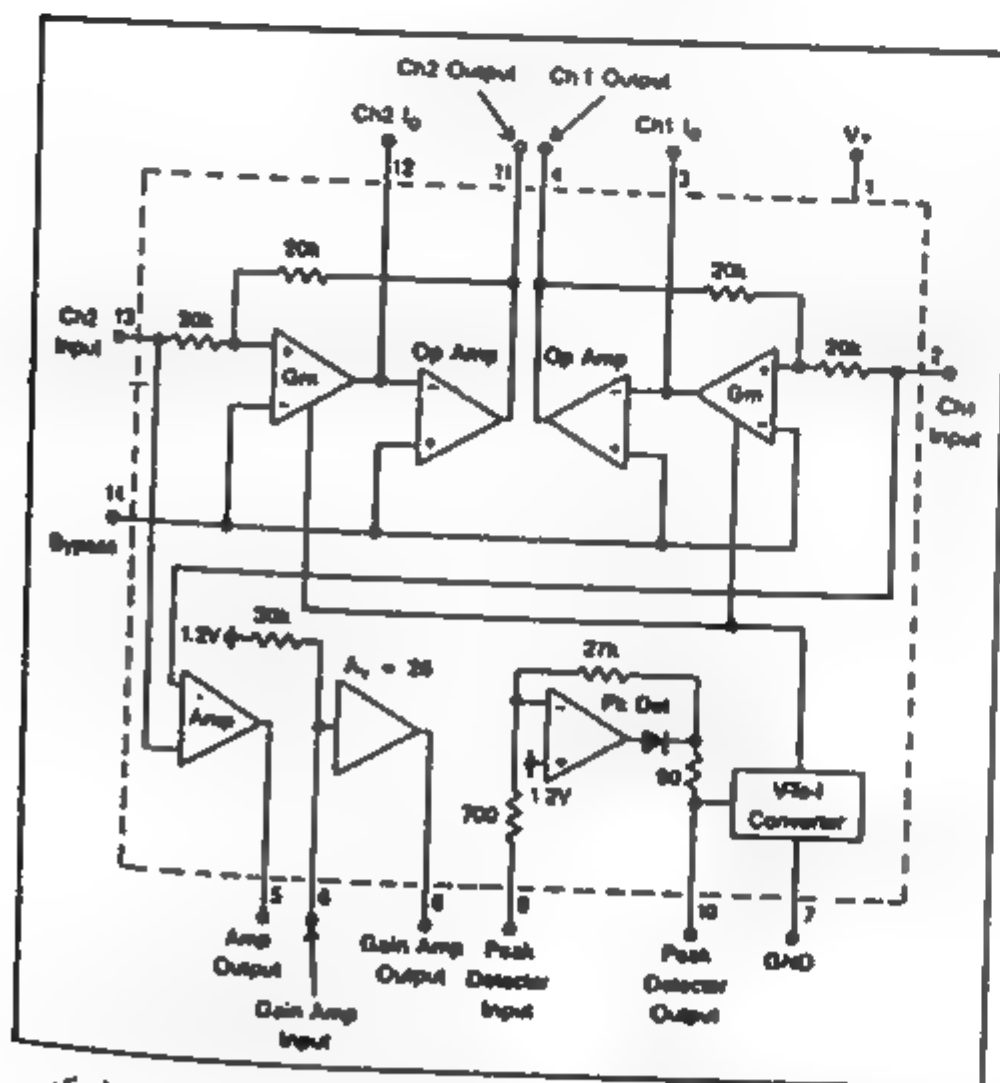 Ch2 Output
Ch1 Output
Ch2 I₀
Ch1 I₀
V+
12
11
4
3
1
20k
20k
Ch2 Input
13
20k
+
Gm
-
Op Amp
-
+
Op Amp
-
+
+
Gm
-
20k
2
Ch1 Input
14
Bypass
1.2V
30k
-
Amp
27k
Pk Det
-
+
1.2V
90
700
V-to-I
Converter
5
6
8
9
10
7
Amp
Output
Gain Amp
Input
Gain Amp
Output
Peak
Detector
Input
Peak
Detector
Output
GND